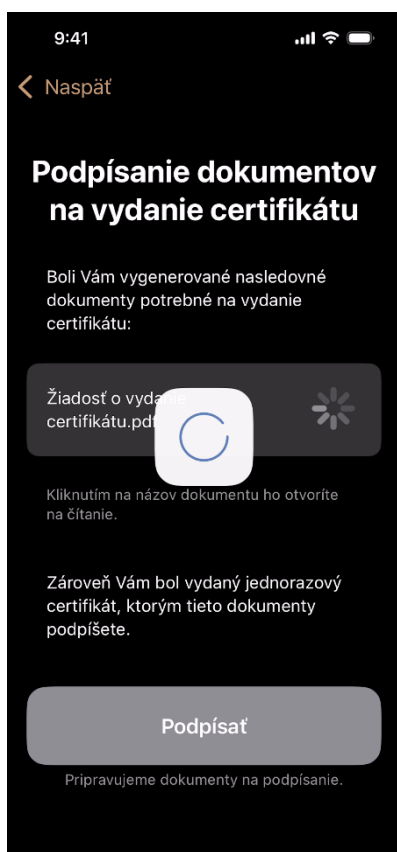 9:41
Naspäť
Podpísanie dokumentov
na vydanie certifikátu
Boli Vám vygenerované nasledovné
dokumenty potrebné na vydanie
certifikátu:
Žiadosť o vydanie
certifikátu.pdf
Kliknutím na názov dokumentu ho otvoríte
na čítanie.
Zároveň Vám bol vydaný jednorazový
certifikát, ktorým tieto dokumenty
podpíšete.
Podpísať
Pripravujeme dokumenty na podpísanie.